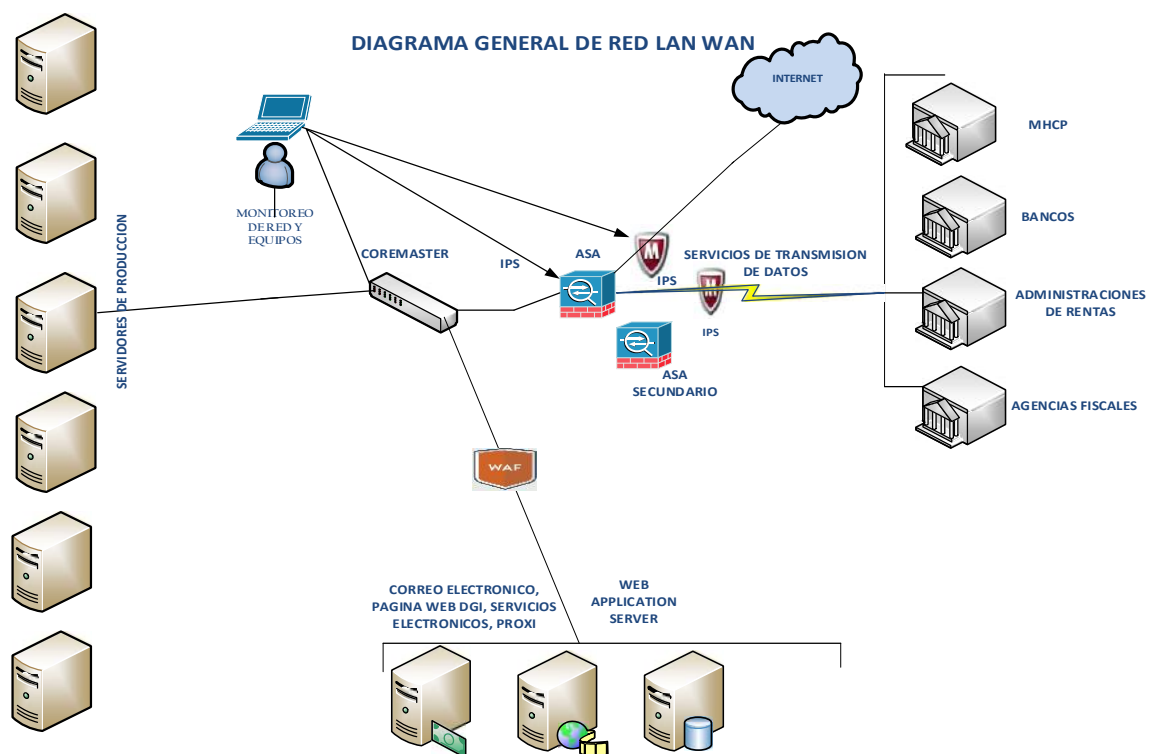 DIAGRAMA GENERAL DE RED LAN WAN
INTERNET
MHCP
MONITOREO
DE RED Y
EQUIPOS
SERVIDORES DE PRODUCCION
COREMASTER
IPS
ASA
M
IPS
SERVICIOS DE TRANSMISION
DE DATOS
M
IPS
BANCOS
ADMINISTRACIONES
DE RENTAS
ASA
SECUNDARIO
AGENCIAS FISCALES
WAF
CORREO ELECTRONICO,
PAGINA WEB DGI, SERVICIOS
ELECTRONICOS, PROXI
WEB
APPLICATION
SERVER